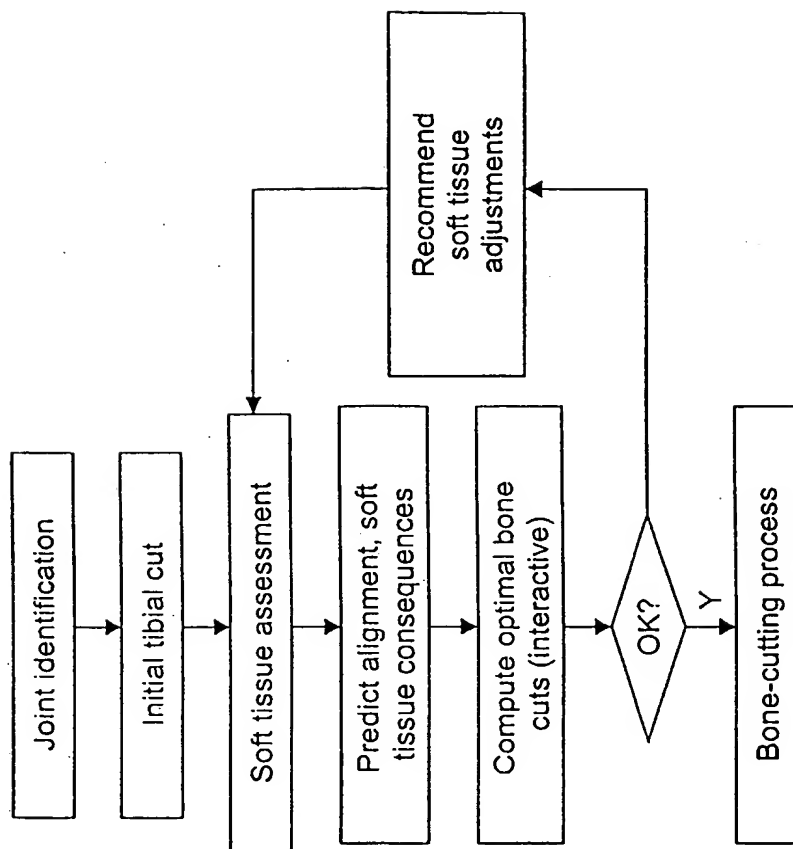 Joint identification
Initial tibial cut
Soft tissue assessment
Predict alignment, soft
tissue consequences
Compute optimal bone
cuts (interactive)
OK?
Y
Bone-cutting process
Recommend
soft tissue
adjustments